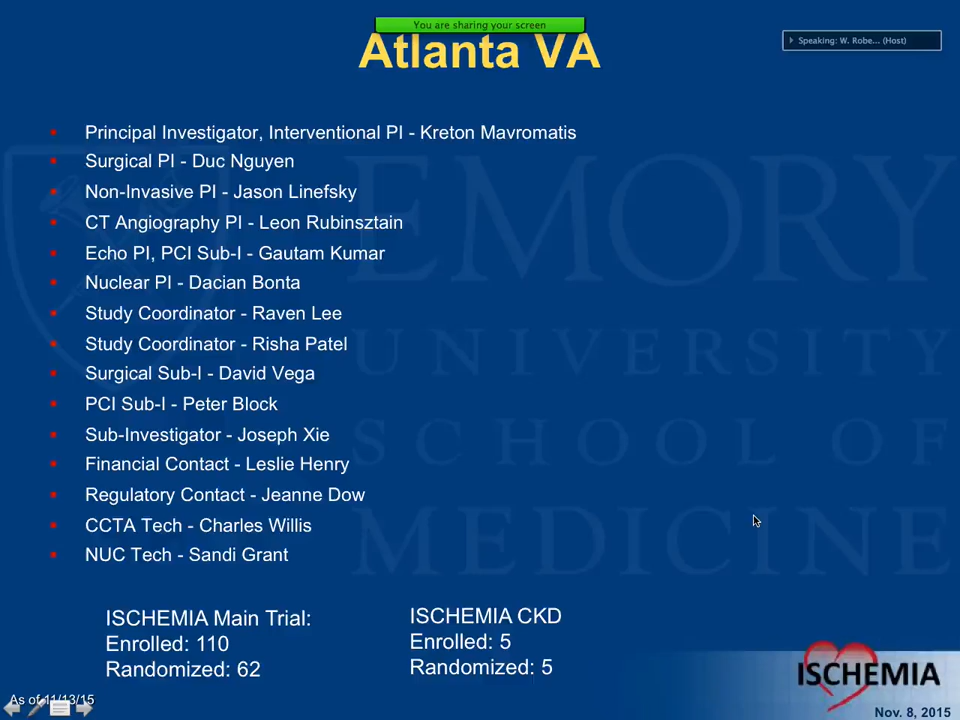 You are sharing your screen
Atlanta VA
Speaking: W. Robe... (Host)
Principal Investigator, Interventional PI - Kreton Mavromatis
Surgical PI - Duc Nguyen
Non-Invasive PI - Jason Linefsky
CT Angiography PI - Leon Rubinsztain
Echo PI, PCI Sub-I - Gautam Kumar
Nuclear PI - Dacian Bonta
Study Coordinator - Raven Lee
Study Coordinator - Risha Patel
Surgical Sub-I - David Vega
PCI Sub-I - Peter Block
Sub-Investigator - Joseph Xie
Financial Contact - Leslie Henry
Regulatory Contact - Jeanne Dow
CCTA Tech - Charles Willis
NUC Tech - Sandi Grant
EMORY
UNIVERSITY
SCHOOL OF
MEDICINE
ISCHEMIA Main Trial:
Enrolled: 110
Randomized: 62
ISCHEMIA CKD
Enrolled: 5
Randomized: 5
ISCHEMIA
As of 11/13/15
Nov. 8, 2015